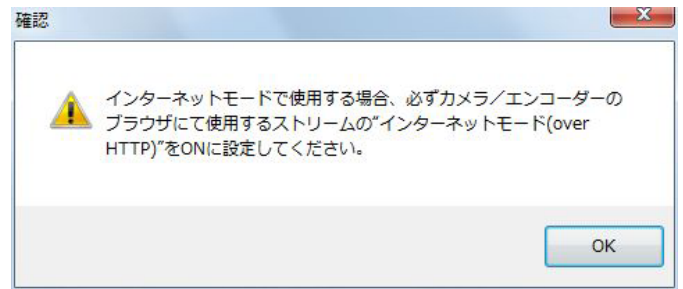 確認
インターネットモードで使用する場合、必ずカメラ／エンコーダーの
ブラウザにて使用するストリームの"インターネットモード(over
HTTP)"をONに設定してください。
OK